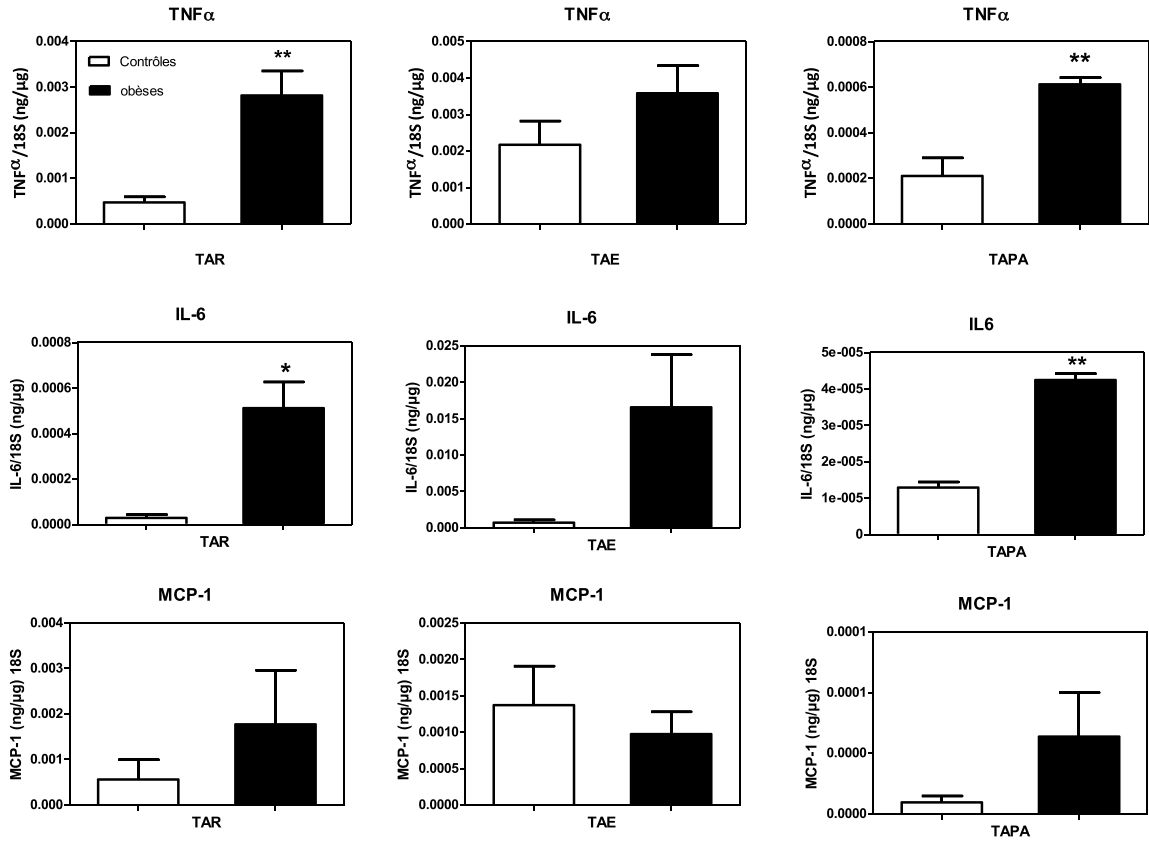 TNFα
TNFα/18S (ng/µg)
0.004
0.003
0.002
0.001
0.000
Contrôles
obèses
**
TAR
TNFα
TNFα/18S (ng/µg)
0.005
0.004
0.003
0.002
0.001
0.000
TAE
TNFα
TNFα/18S (ng/µg)
0.0008
0.0006
0.0004
0.0002
0.0000
**
TAPA
IL-6
IL-6/18S (ng/µg)
0.0008
0.0006
0.0004
0.0002
0.0000
*
TAR
IL-6
IL-6/18S (ng/µg)
0.025
0.020
0.015
0.010
0.005
0.000
TAE
IL6
IL-6/18S (ng/µg)
5e-005
4e-005
3e-005
2e-005
1e-005
0
**
TAPA
MCP-1
MCP-1 (ng/µg) 18S
0.004
0.003
0.002
0.001
0.000
TAR
MCP-1
MCP-1 (ng/µg) 18S
0.0025
0.0020
0.0015
0.0010
0.0005
0.0000
TAE
MCP-1
MCP-1 (ng/µg) 18S
0.0001
0.0001
0.0000
0.0000
TAPA